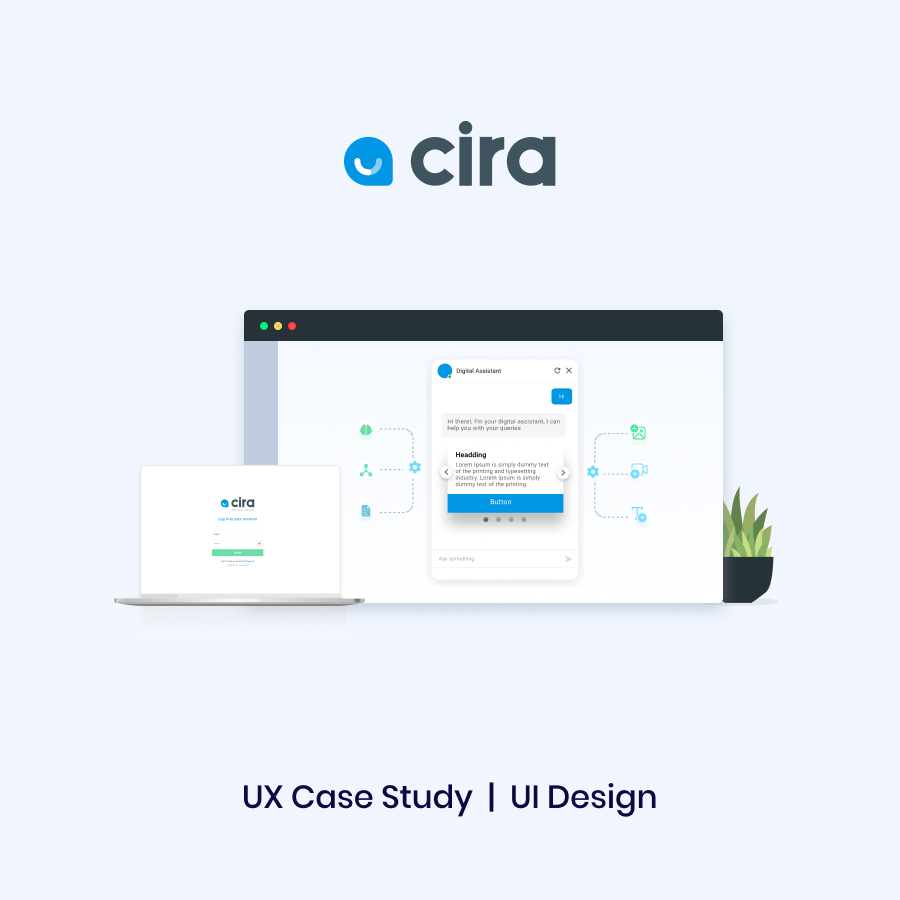 cira
Digital Assistant
Hi
Hi there!, I'm your digital assistant. I can
help you with your queries
Headding
Lorem Ipsum is simply dummy text
of the printing and typesetting
industry. Lorem Ipsum is simply
dummy text of the printing.
Button
Ask something
cira
Log in to your account
UX Case Study | UI Design